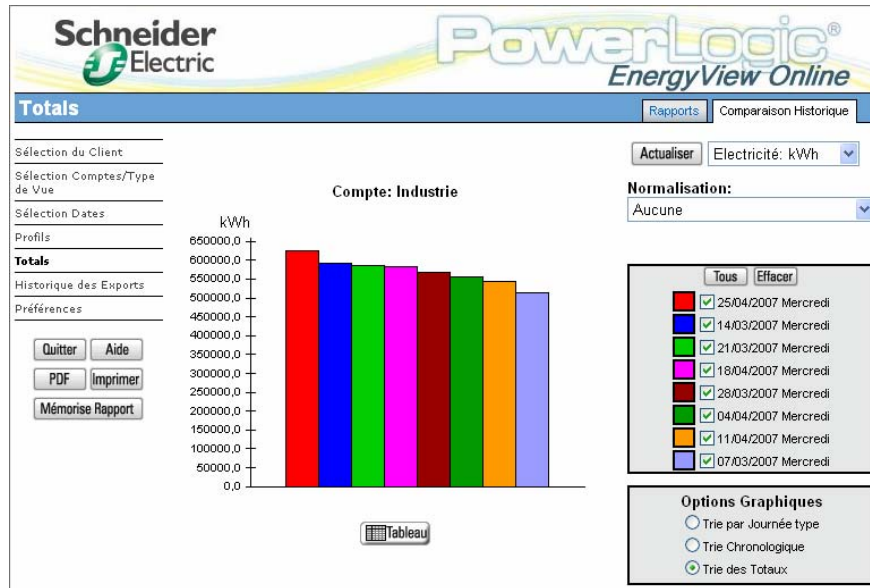 Schneider Electric
PowerLogic®
EnergyView Online
Totals
Rapports
Comparaison Historique
Sélection du Client
Sélection Comptes/Type
de Vue
Sélection Dates
Profils
Totals
Historique des Exports
Préférences
Quitter
Aide
PDF
Imprimer
Mémorise Rapport
Compte: Industrie
kWh
650000,0
600000,0
550000,0
500000,0
450000,0
400000,0
350000,0
300000,0
250000,0
200000,0
150000,0
100000,0
50000,0
0,0
Tableau
Actualiser
Electricité: kWh
Normalisation:
Aucune
Tous
Effacer
25/04/2007 Mercredi
14/03/2007 Mercredi
21/03/2007 Mercredi
18/04/2007 Mercredi
28/03/2007 Mercredi
04/04/2007 Mercredi
11/04/2007 Mercredi
07/03/2007 Mercredi
Options Graphiques
Trie par Journée type
Trie Chronologique
Trie des Totaux